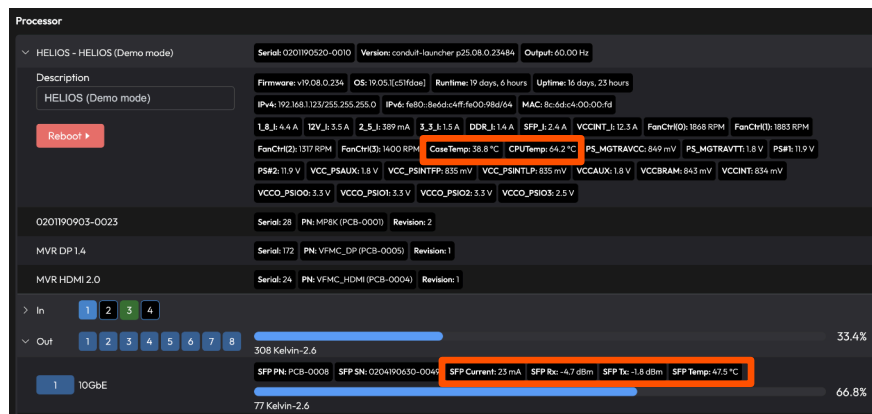 Processor
HELIOS - HELIOS (Demo mode)
Serial: 0201190520-0010 Version: conduit-launcher p25.08.0.23484 Output: 60.00 Hz
Description
HELIOS (Demo mode)
Reboot
Firmware: v19.08.0.234 OS: 19.05.1[c51fdae] Runtime: 19 days, 6 hours Uptime: 16 days, 23 hours
IPv4: 192.168.1.123/255.255.255.0 IPv6: fe80::8e6d:c4ff:fe00:98d/64 MAC: 8c:6d:c4:00:00:fd
1_8_I: 4.4 A 12V_I: 3.5 A 2_5_I: 389 mA 3_3_I: 1.5 A DDR_I: 1.4 A SFP_I: 2.4 A VCCINT_I: 12.3 A FanCtrl(0): 1868 RPM FanCtrl(1): 1883 RPM
FanCtrl(2): 1317 RPM FanCtrl(3): 1400 RPM CaseTemp: 38.8 °C CPUTemp: 64.2 °C PS_MGTRAVCC: 849 mV PS_MGTRAVTT: 1.8 V PS#1: 11.9 V
PS#2: 11.9 V VCC_PSAUX: 1.8 V VCC_PSINTFP: 835 mV VCC_PSINTLP: 835 mV VCCAUX: 1.8 V VCCBRAM: 843 mV VCCINT: 834 mV
VCCO_PSIO0: 3.3 V VCCO_PSIO1: 3.3 V VCCO_PSIO2: 3.3 V VCCO_PSIO3: 2.5 V
0201190903-0023
Serial: 28 PN: MP8K (PCB-0001) Revision: 2
MVR DP 1.4
Serial: 172 PN: VFMC_DP (PCB-0005) Revision: 1
MVR HDMI 2.0
Serial: 24 PN: VFMC_HDMI (PCB-0004) Revision: 1
In 1 2 3 4
Out 1 2 3 4 5 6 7 8
33.4%
308 Kelvin-2.6
1 10GbE
SFP PN: PCB-0008 SFP SN: 0204190630-0049 SFP Current: 23 mA SFP Rx: -4.7 dBm SFP Tx: -1.8 dBm SFP Temp: 47.5 °C
66.8%
77 Kelvin-2.6